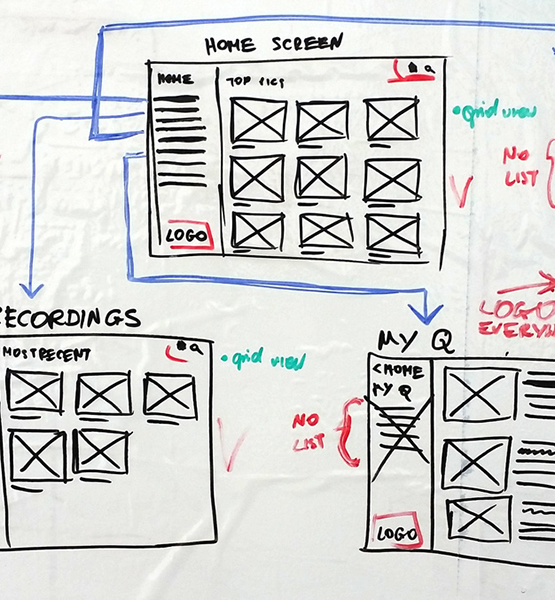 HOME SCREEN
HOME
TOP
LOGO
• grid view
NO
LIST
ECORDINGS
MOST RECENT
• grid view
MY Q
< HOME
MY Q
NO
LIST
LOGO
LOGO
EVERYW